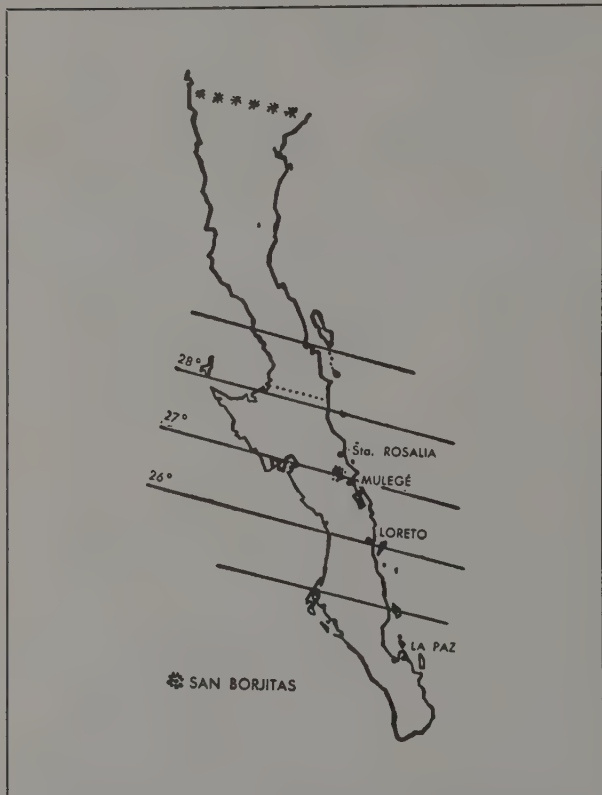 28°
27°
Sta. ROSALIA
MULEGÉ
26°
LORETO
LA PAZ
SAN BORJITAS